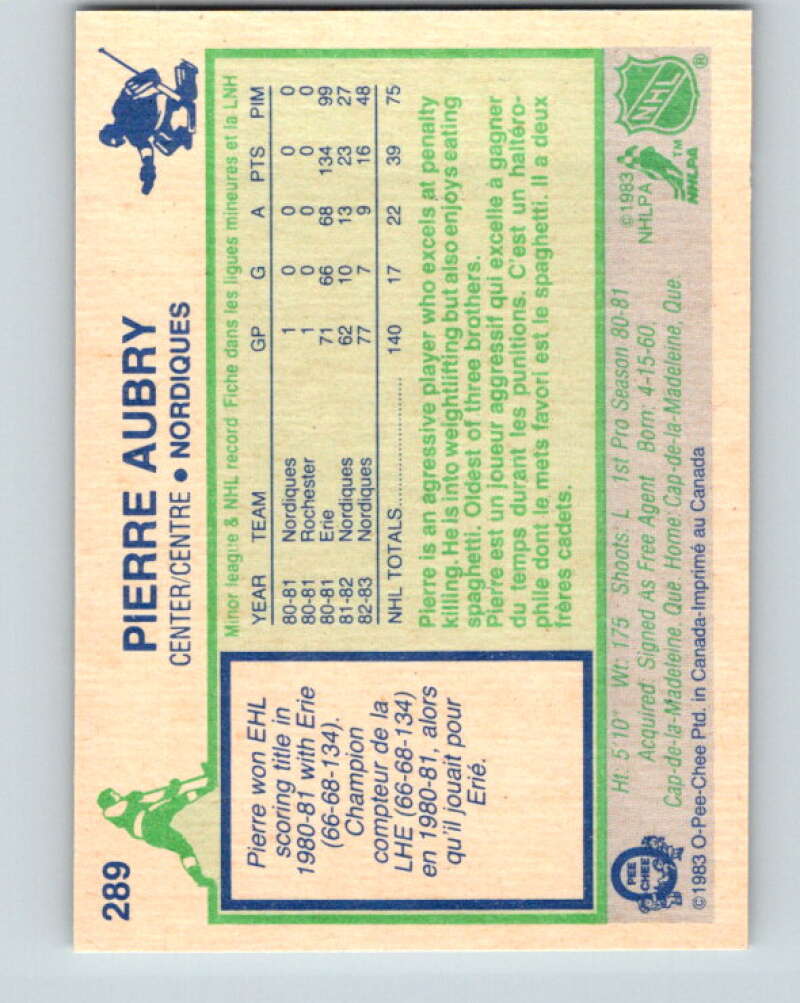 289
PIERRE AUBRY
CENTER/CENTRE • NORDIQUES
Pierre won EHL
scoring title in
1980-81 with Erie
(66-68-134).
Champion
compteur de la
LHE (66-68-134)
en 1980-81, alors
qu'il jouait pour
Erié.
Minor league & NHL record Fiche dans les ligues mineures et la LNH
YEAR TEAM GP G A PTS PIM
80-81 Nordiques 1 0 0 0 0
80-81 Rochester 1 0 0 0 0
80-81 Erie 71 66 68 134 99
81-82 Nordiques 62 10 13 23 27
82-83 Nordiques 77 7 9 16 48
NHL TOTALS 140 17 22 39 75
Pierre is an agressive player who excels at penalty
killing. He is into weightlifting but also enjoys eating
spaghetti. Oldest of three brothers.
Pierre est un joueur aggressif qui excelle à gagner
du temps durant les punitions. C'est un haltéro-
phile dont le mets favori est le spaghetti. Il a deux
frères cadets.
Ht: 5'10" Wt: 175 Shoots: L 1st Pro Season 80-81
Acquired: Signed As Free Agent Born: 4-15-60,
Cap-de-la-Madeleine, Que. Home: Cap-de-la-Madeleine, Que.
©1983 O-Pee-Chee Ptd. in Canada-Imprimé au Canada
O
PEE
CHEE
©1983
NHLPA
NHL
®
TM
NHLPA